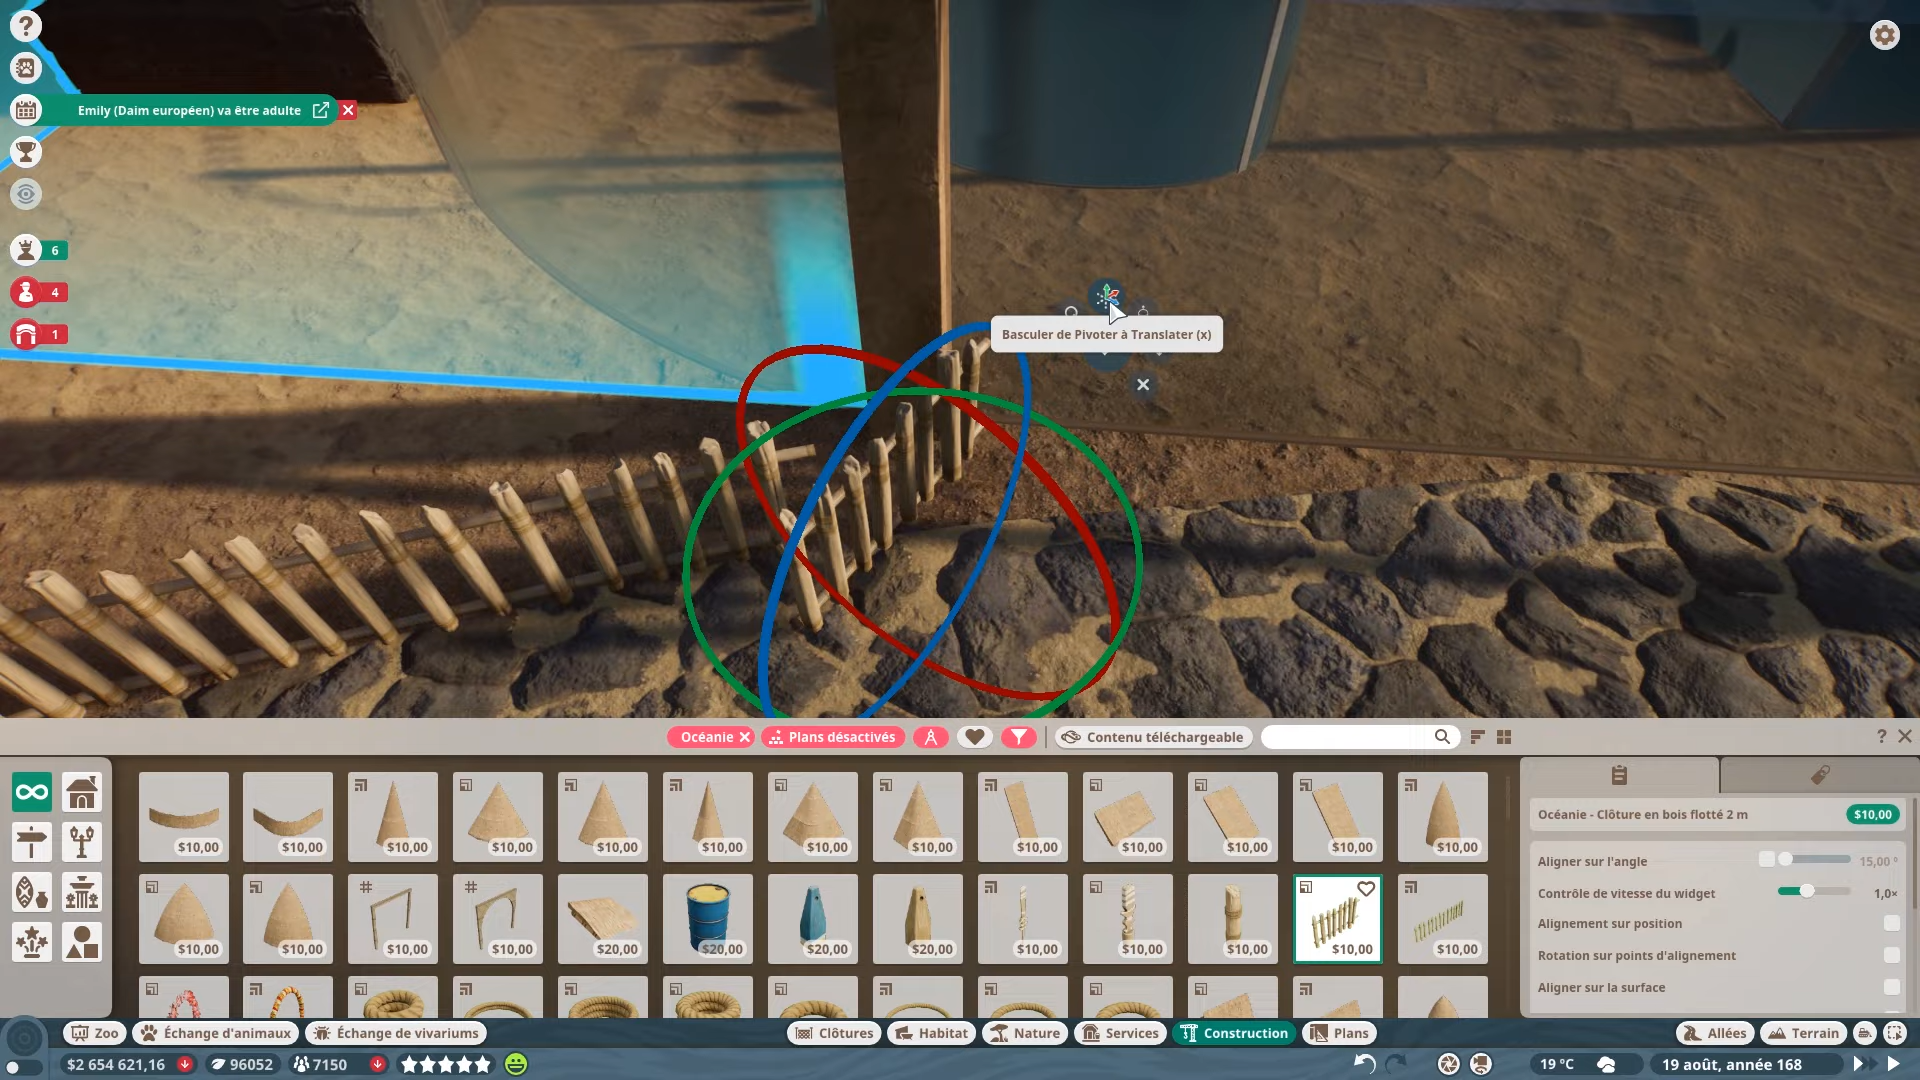 ?
Emily (Daim européen) va être adulte
6
4
1
Basculer de Pivoter à Translater (x)
Océanie
Plans désactivés
Contenu téléchargeable
?
$10,00 $10,00 $10,00 $10,00 $10,00 $10,00 $10,00 $10,00 $10,00 $10,00 $10,00 $10,00 $10,00
$10,00 $10,00 $10,00 $10,00 $20,00 $20,00 $20,00 $20,00 $10,00 $10,00 $10,00 $10,00 $10,00
Océanie - Clôture en bois flotté 2 m
$10,00
Aligner sur l'angle
15,00 °
Contrôle de vitesse du widget
1,0×
Alignement sur position
Rotation sur points d'alignement
Aligner sur la surface
Zoo
Échange d'animaux
Échange de vivariums
Clôtures
Habitat
Nature
Services
Construction
Plans
Allées
Terrain
$2 654 621,16
96052
7150
19 °C
19 août, année 168